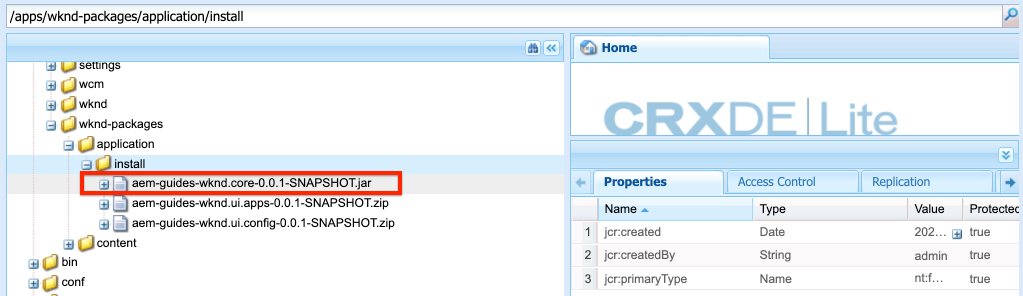 /apps/wknd-packages/application/install
settings
wcm
wknd
wknd-packages
application
install
aem-guides-wknd.core-0.0.1-SNAPSHOT.jar
aem-guides-wknd.ui.apps-0.0.1-SNAPSHOT.zip
aem-guides-wknd.ui.config-0.0.1-SNAPSHOT.zip
content
bin
conf
Home
CRXDE Lite
Properties Access Control Replication
Name Type Value Protected
1 jcr:created Date 202... true
2 jcr:createdBy String admin true
3 jcr:primaryType Name nt:f... true